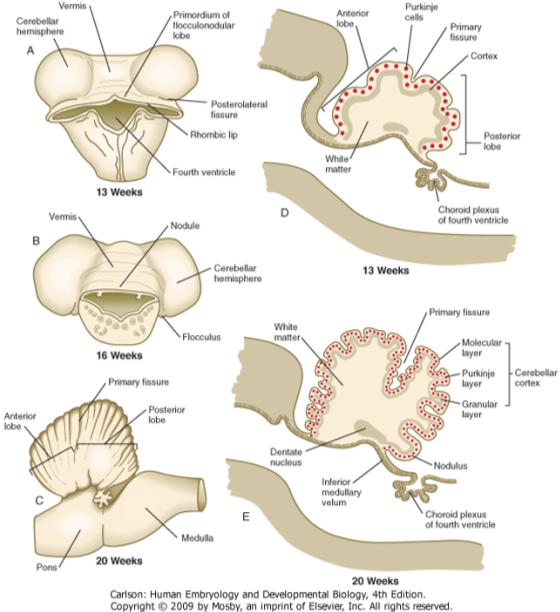 Vermis
Cerebellar
hemisphere
Primordium of
flocculonodular
lobe
A
Posterolateral
fissure
Rhombic lip
Fourth ventricle
13 Weeks
Vermis
Nodule
B
Cerebellar
hemisphere
Flocculus
16 Weeks
Primary fissure
Anterior
lobe
Posterior
lobe
C
Medulla
20 Weeks
Pons
Anterior
lobe
Purkinje
cells
Primary
fissure
Cortex
Posterior
lobe
White
matter
Choroid plexus
of fourth ventricle
D
13 Weeks
Primary fissure
White
matter
Molecular
layer
Purkinje
layer
Cerebellar
cortex
Granular
layer
Dentate
nucleus
Nodulus
Inferior
medullary
velum
E
Choroid plexus
of fourth ventricle
20 Weeks
Carlson: Human Embryology and Developmental Biology, 4th Edition.
Copyright © 2009 by Mosby, an imprint of Elsevier, Inc. All rights reserved.